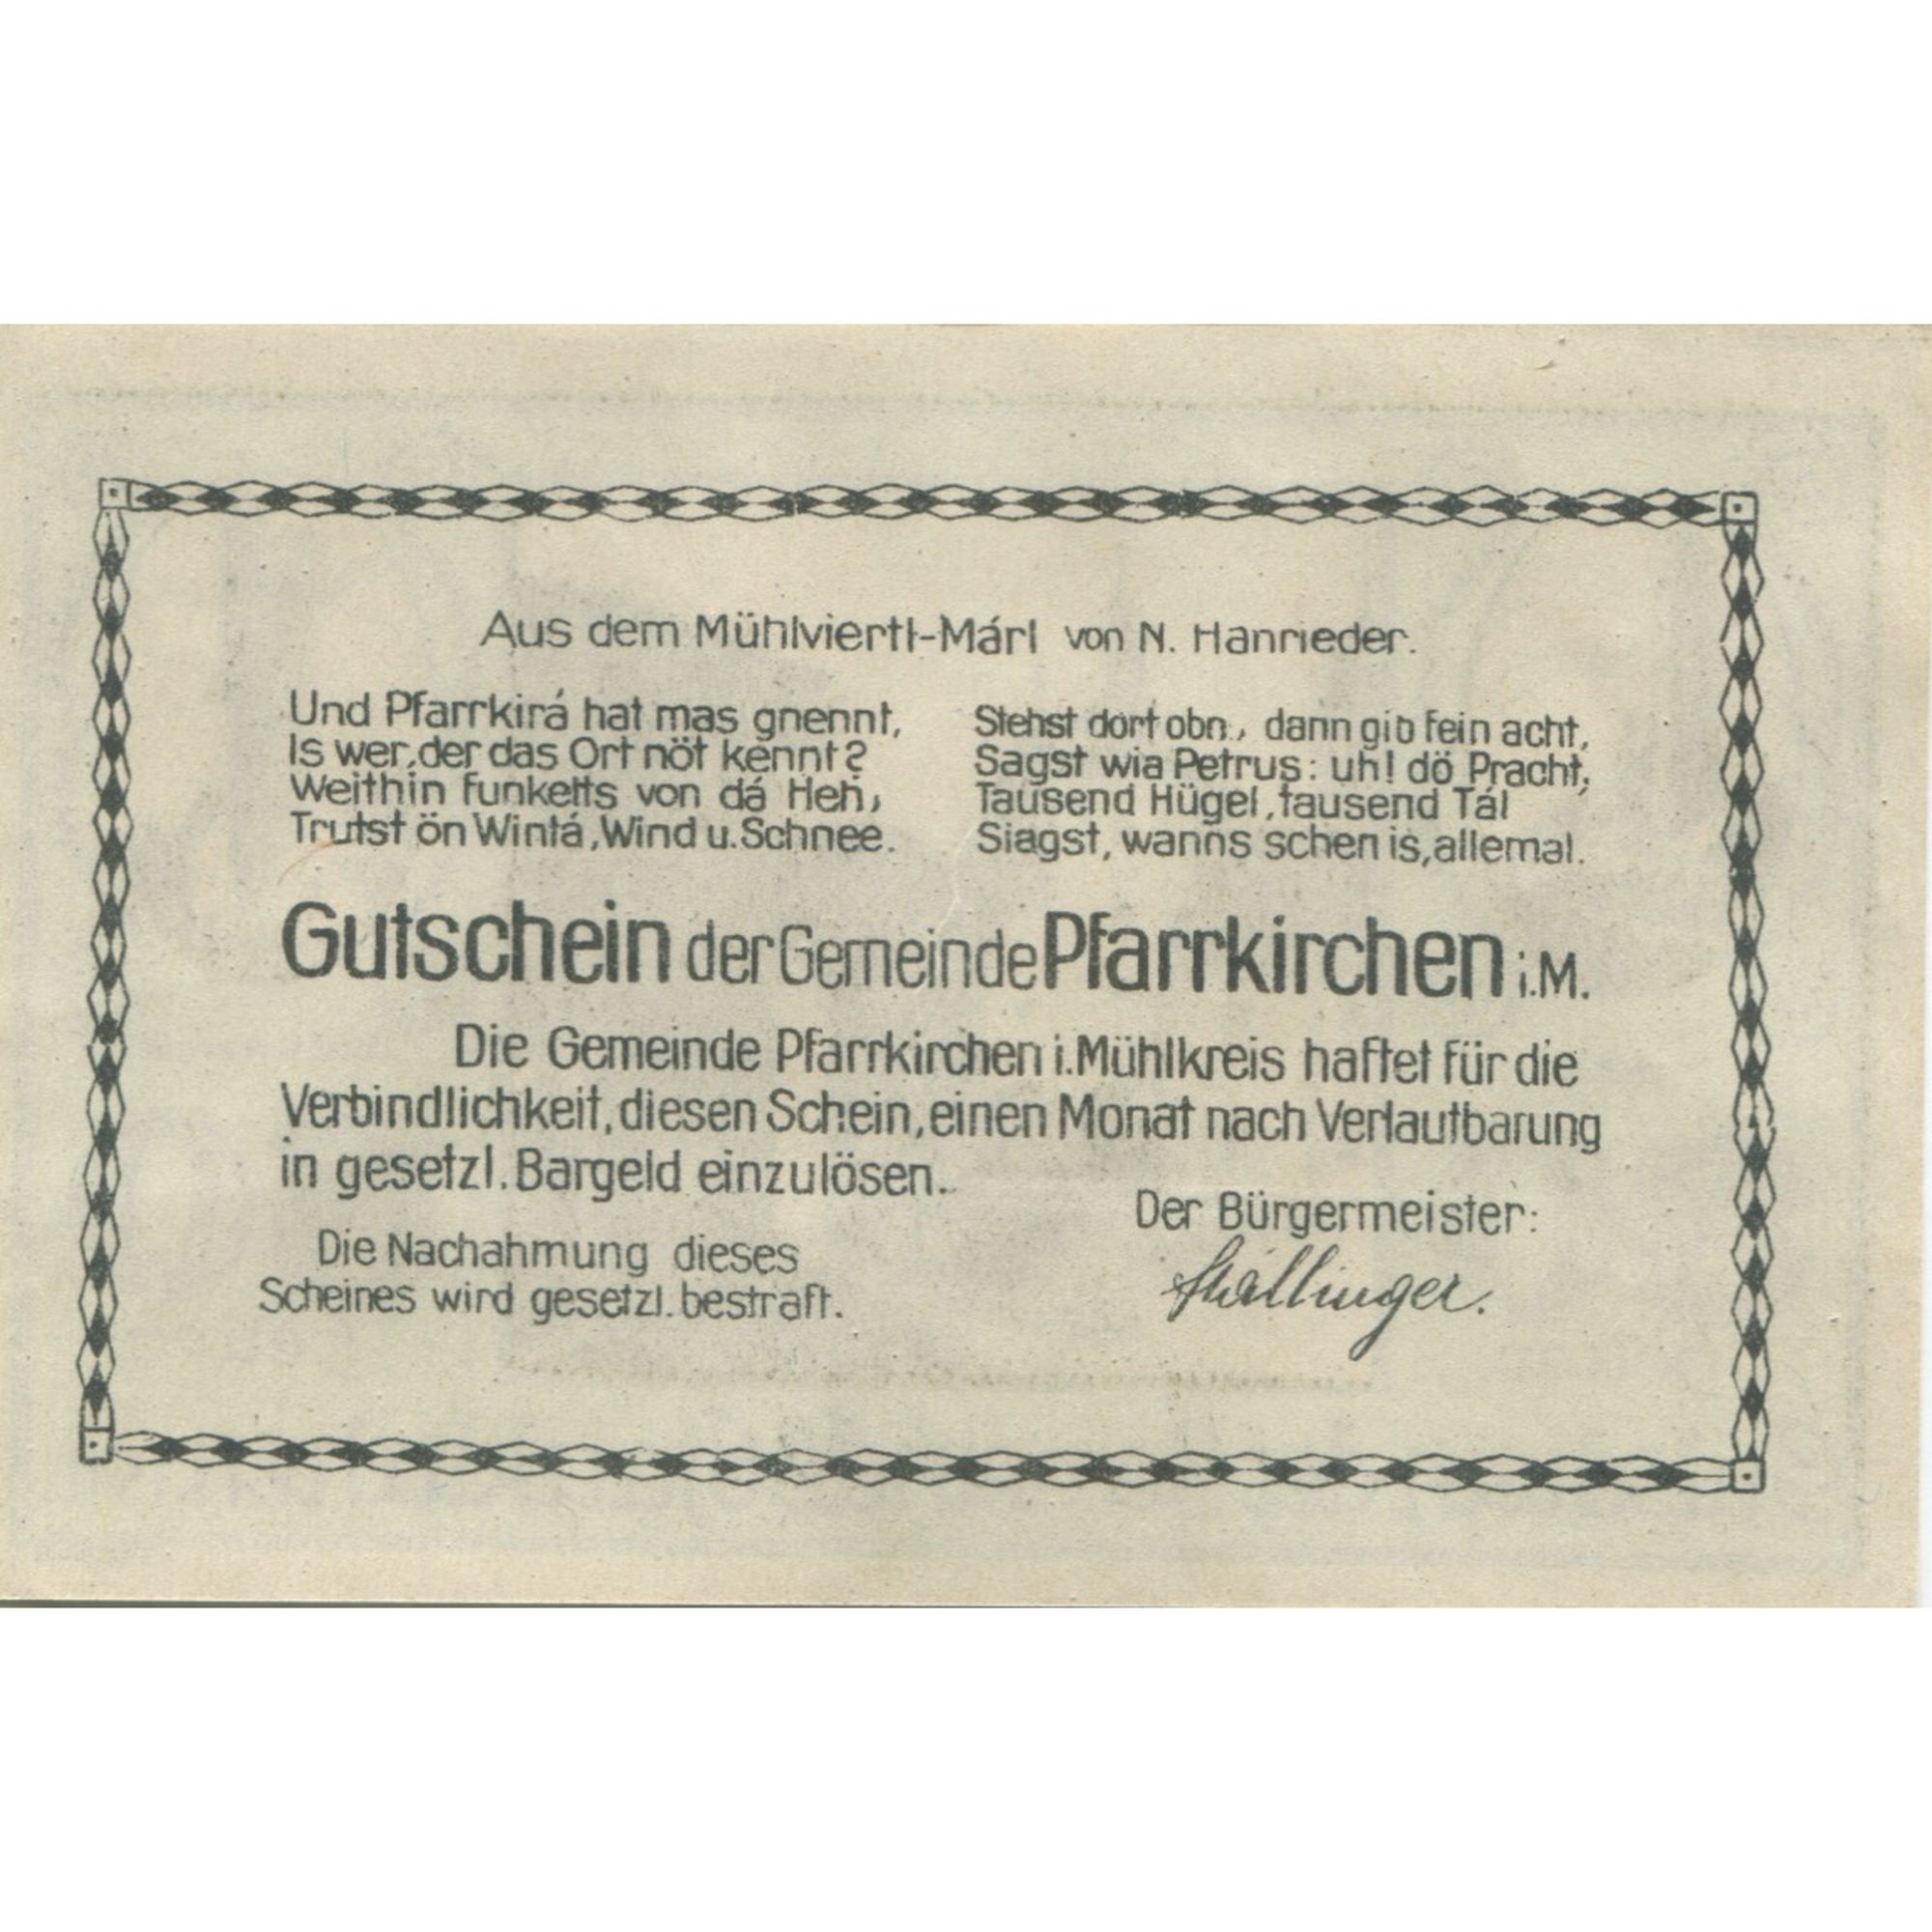 Aus dem Mühlviertl-Márl von N. Hanrieder.
Und Pfarrkirá hat mas gnennt,
Is wer, der das Ort nöt kennt?
Weithin funkelts von dá Heh,
Trutst ön Wintá, Wind u. Schnee.
Stehst dort obn, dann gib fein acht,
Sagst wia Petrus: uh! dö Pracht,
Tausend Hügel, tausend Tál
Siagst, wanns schen is, allemal.
Gutschein der Gemeinde Pfarrkirchen i.M.
Die Gemeinde Pfarrkirchen i. Mühlkreis haftet für die
Verbindlichkeit, diesen Schein, einen Monat nach Verlautbarung
in gesetzl. Bargeld einzulösen.
Der Bürgermeister:
Die Nachahmung dieses
Scheines wird gesetzl. bestraft.